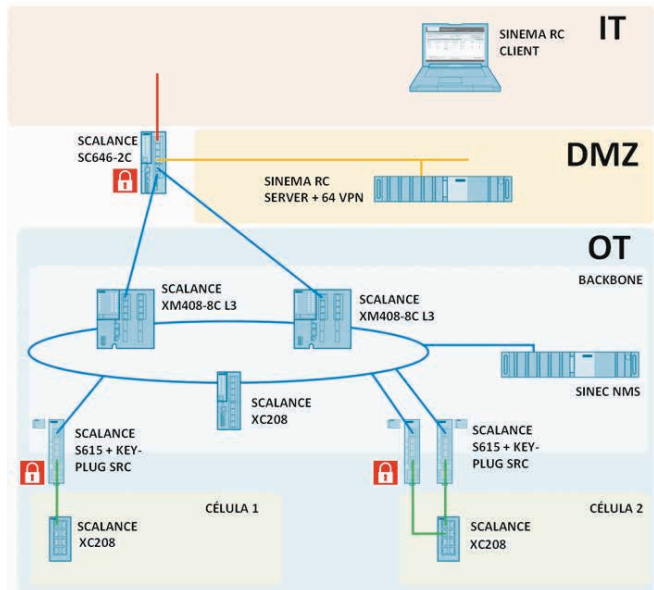 IT
SINEMA RC
CLIENT
SCALANCE
SC646-2C
DMZ
SINEMA RC
SERVER + 64 VPN
OT
BACKBONE
SCALANCE
XM408-8C L3
SCALANCE
XM408-8C L3
SINEC NMS
SCALANCE
XC208
SCALANCE
S615 + KEY-
PLUG SRC
SCALANCE
S615 + KEY-
PLUG SRC
CÉLULA 1
SCALANCE
XC208
CÉLULA 2
SCALANCE
XC208